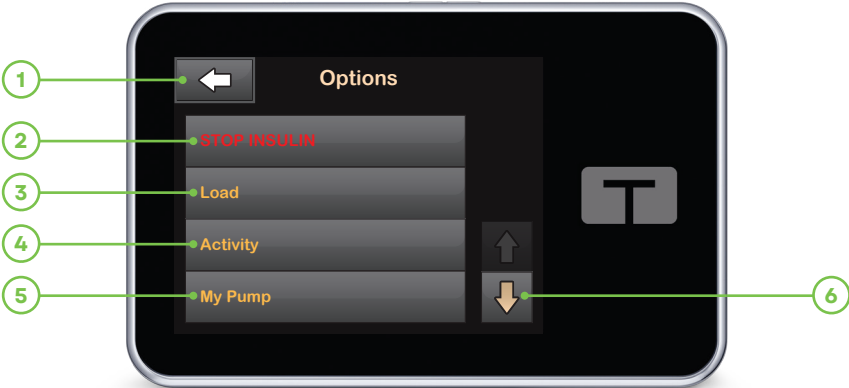 1
Options
2
STOP INSULIN
3
Load
4
Activity
5
My Pump
6
T